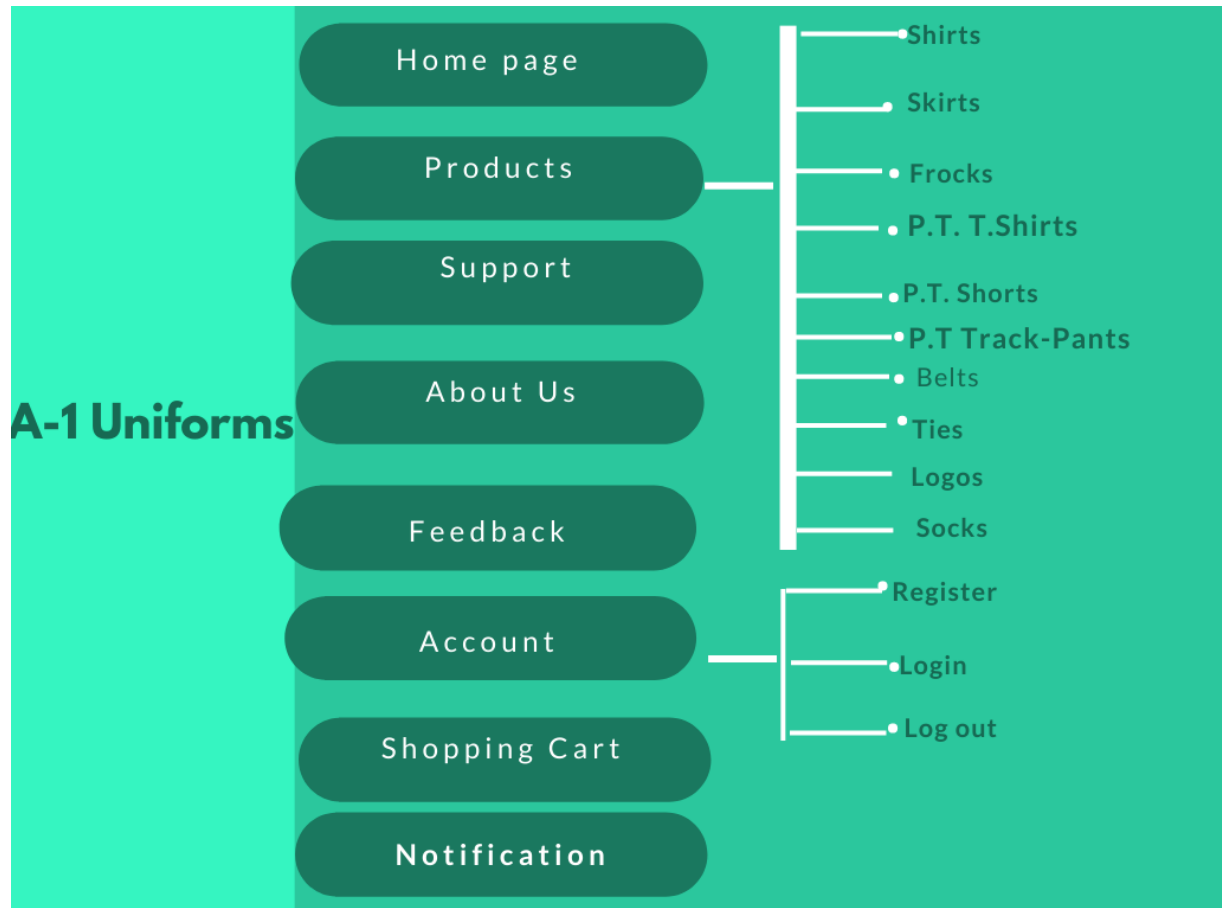 A-1 Uniforms
Home page
Products
Support
About Us
Feedback
Account
Shopping Cart
Notification
Shirts
Skirts
Frocks
P.T. T.Shirts
P.T. Shorts
P.T Track-Pants
Belts
Ties
Logos
Socks
Register
Login
Log out